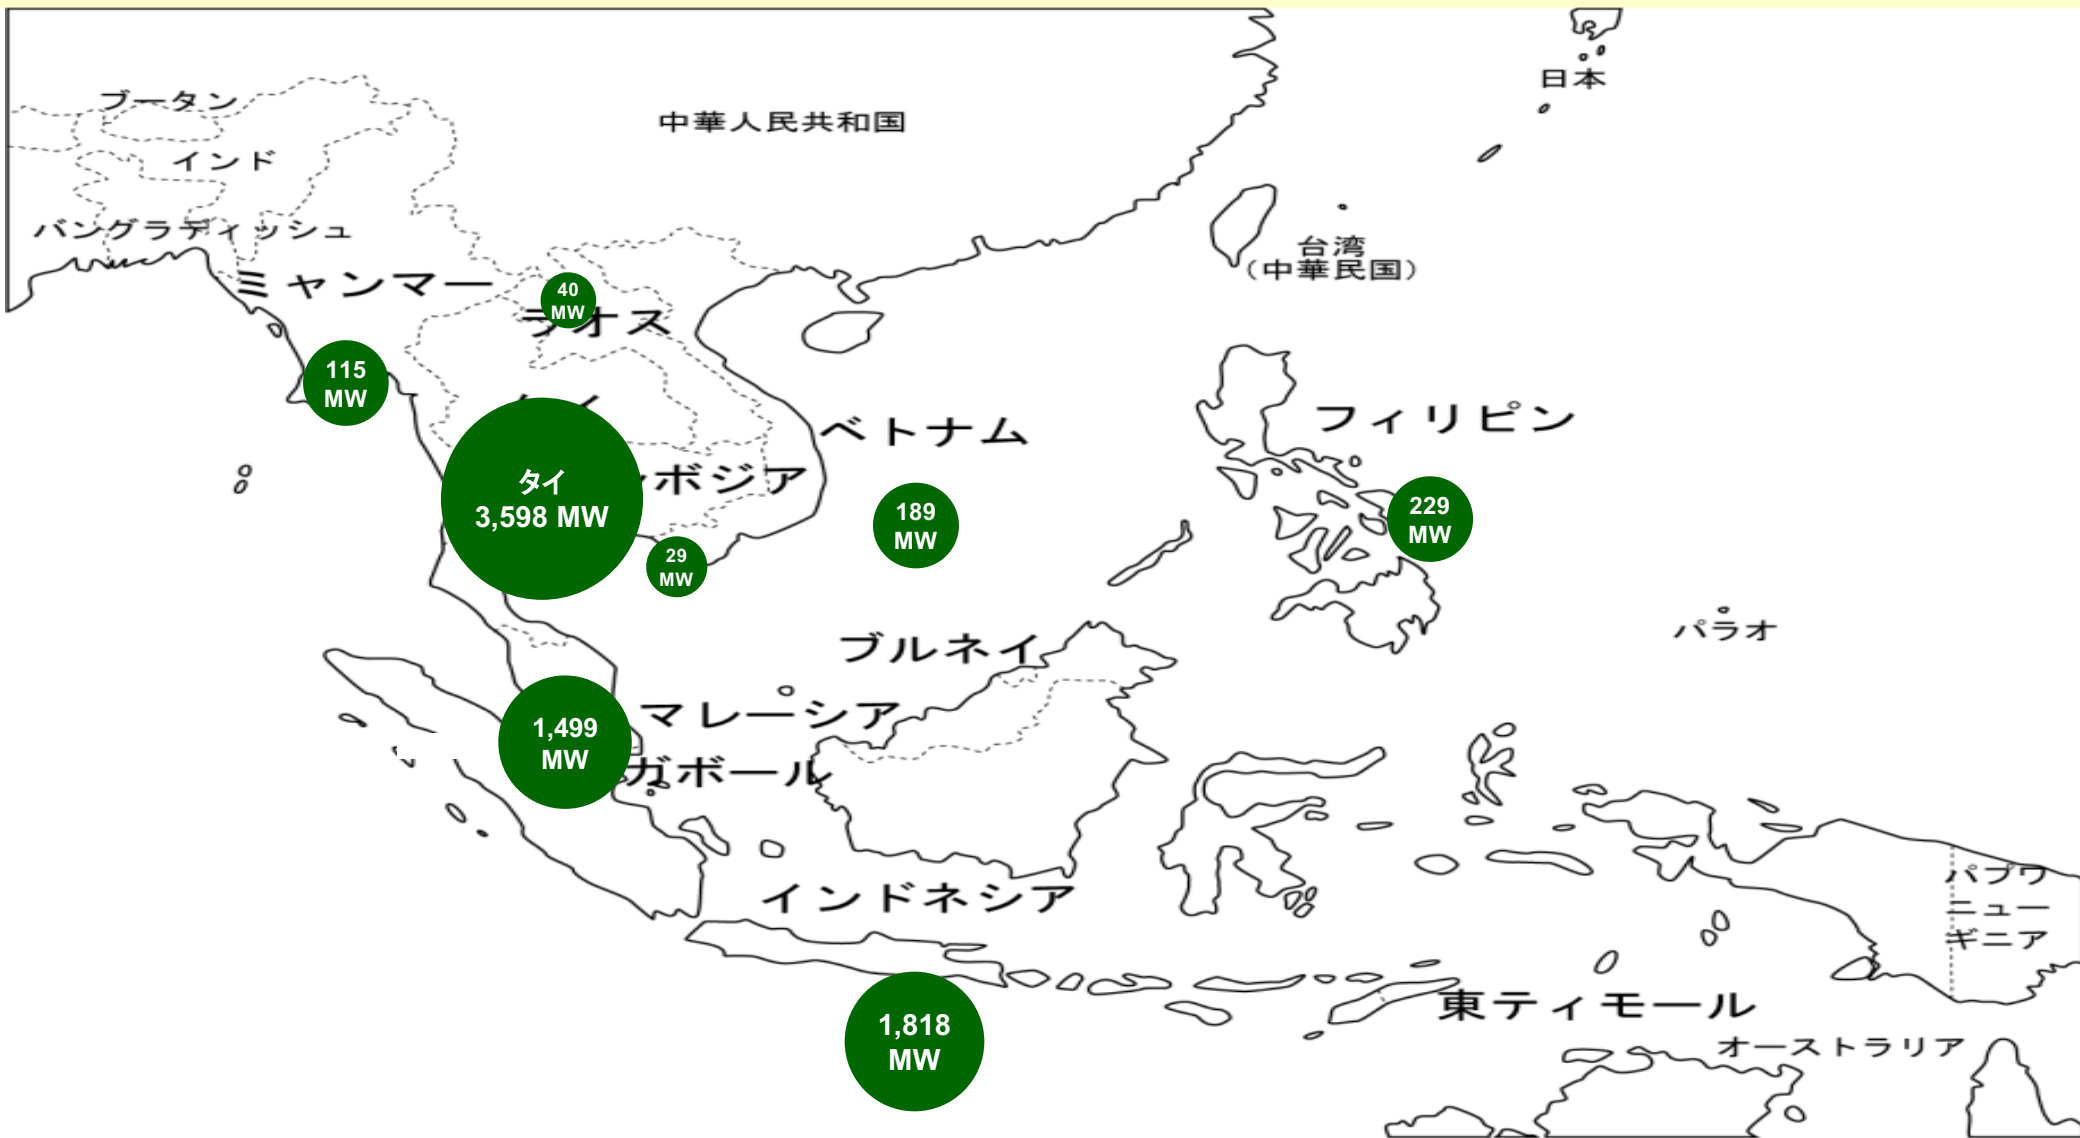 日本
ブータン
中華人民共和国
インド
バングラディッシュ
台湾
(中華民国)
ミャンマー
40
MW
ラオス
115
MW
フィリピン
ベトナム
ボジア
タイ
3,598 MW
189
MW
229
MW
29
MW
パラオ
ブルネイ
マレーシア
1,499
MW
ガポール
パプワ
ニュー
ギニア
インドネシア
東ティモール
1,818
MW
オーストラリア